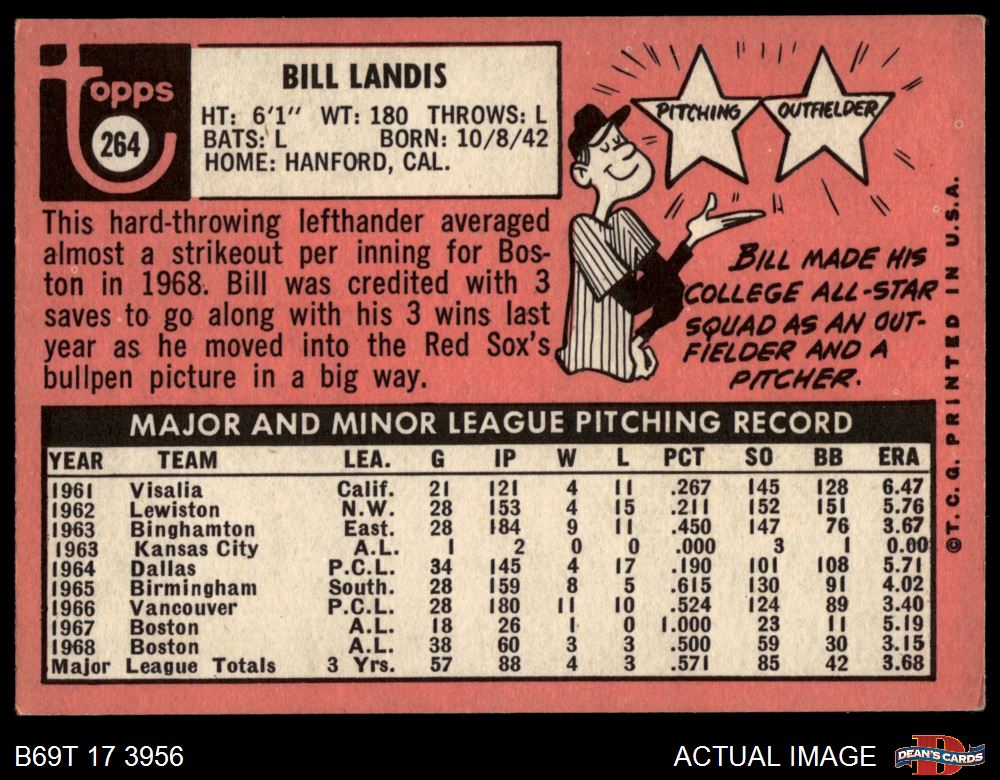 Topps
264
BILL LANDIS
HT: 6'1" WT: 180 THROWS: L
BATS: L BORN: 10/8/42
HOME: HANFORD, CAL.
This hard-throwing lefthander averaged
almost a strikeout per inning for Bos-
ton in 1968. Bill was credited with 3
saves to go along with his 3 wins last
year as he moved into the Red Sox's
bullpen picture in a big way.
PITCHING
OUTFIELDER
BILL MADE HIS
COLLEGE ALL-STAR
SQUAD AS AN OUT-
FIELDER AND A
PITCHER.
©T.C.G. PRINTED IN U.S.A.
MAJOR AND MINOR LEAGUE PITCHING RECORD
YEAR TEAM LEA. G IP W L PCT SO BB ERA
1961 Visalia Calif. 21 121 4 11 .267 145 128 6.47
1962 Lewiston N.W. 28 153 4 15 .211 152 151 5.76
1963 Binghamton East. 28 184 9 11 .450 147 76 3.67
1963 Kansas City A.L. 1 2 0 0 .000 3 1 0.00
1964 Dallas P.C.L. 34 145 4 17 .190 101 108 5.71
1965 Birmingham South. 28 159 8 5 .615 130 91 4.02
1966 Vancouver P.C.L. 28 180 11 10 .524 124 89 3.40
1967 Boston A.L. 18 26 1 0 1.000 23 11 5.19
1968 Boston A.L. 38 60 3 3 .500 59 30 3.15
Major League Totals 3 Yrs. 57 88 4 3 .571 85 42 3.68
B69T 17 3956
ACTUAL IMAGE
DEAN'S CARDS